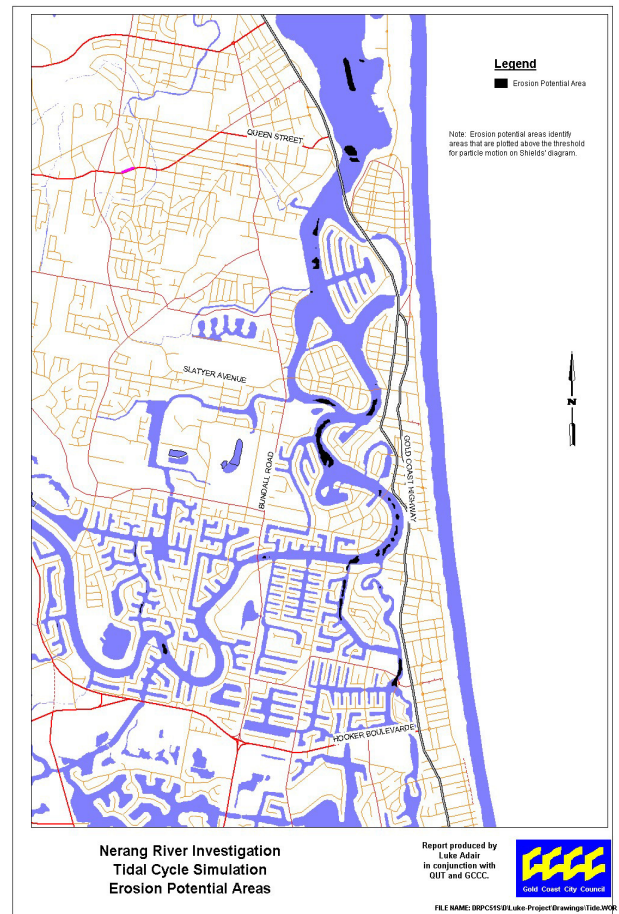 Legend
Erosion Potential Area
Note: Erosion potential areas identify
areas that are plotted above the threshold
for particle motion on Shields' diagram.
QUEEN STREET
SLATYER AVENUE
N
BUNDALL ROAD
GOLD COAST HIGHWAY
HOOKER BOULEVARDE
Nerang River Investigation
Tidal Cycle Simulation
Erosion Potential Areas
Report produced by
Luke Adair
in conjunction with
QUT and GCCC.
Gold Coast City Council
FILE NAME: DRPC51S\D\Luke-Project\Drawings\Tide.WOR